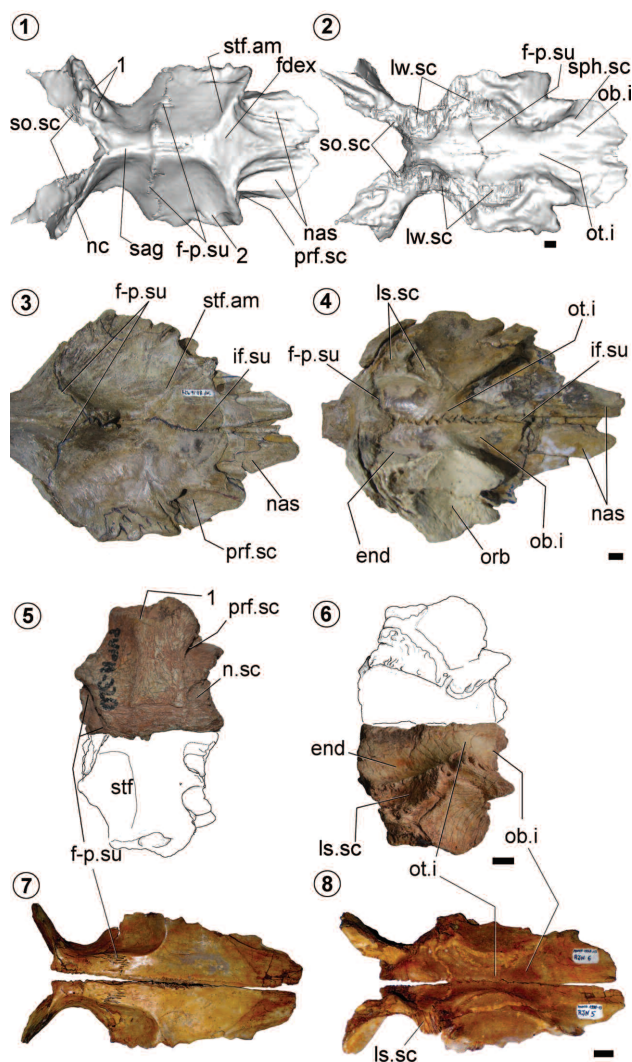 1
2
1
stf.am
fdex
lw.sc
f-p.su
sph.sc
ob.i
so.sc
so.sc
nc
sag
f-p.su
2
nas
prf.sc
lw.sc
ot.i
3
4
f-p.su
stf.am
if.su
ls.sc
ot.i
f-p.su
if.su
nas
prf.sc
nas
end
orb
ob.i
5
6
1
prf.sc
n.sc
stf
f-p.su
end
ls.sc
ot.i
ob.i
7
8
ls.sc